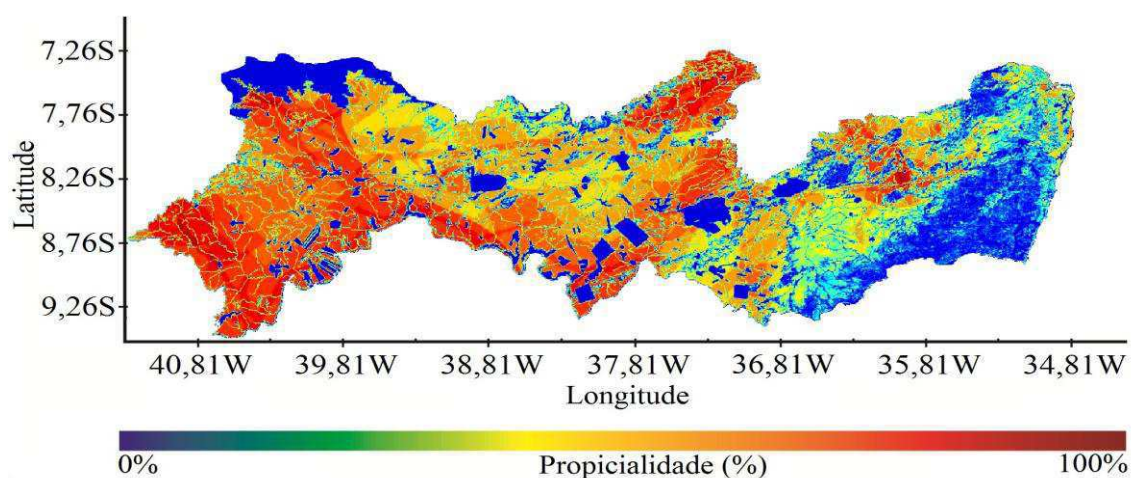 7,26S
7,76S
8,26S
8,76S
9,26S
Latitude
40,81W 39,81W 38,81W 37,81W 36,81W 35,81W 34,81W
Longitude
0% Propicialidade (%) 100%